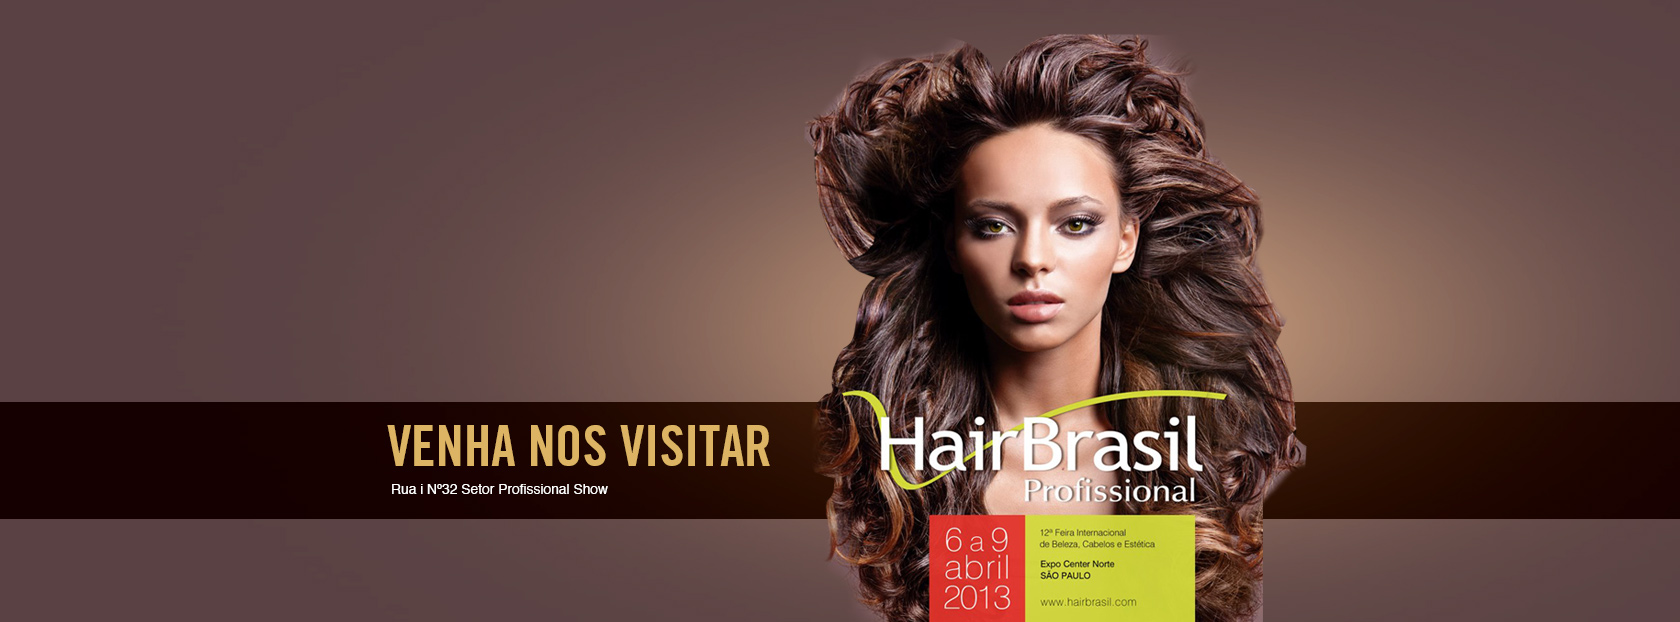 VENHA NOS VISITAR
Rua i Nº32 Setor Profissional Show
HairBrasil
Profissional
6 a 9
abril
2013
12ª Feira Internacional
de Beleza, Cabelos e Estética
Expo Center Norte
SÃO PAULO
www.hairbrasil.com